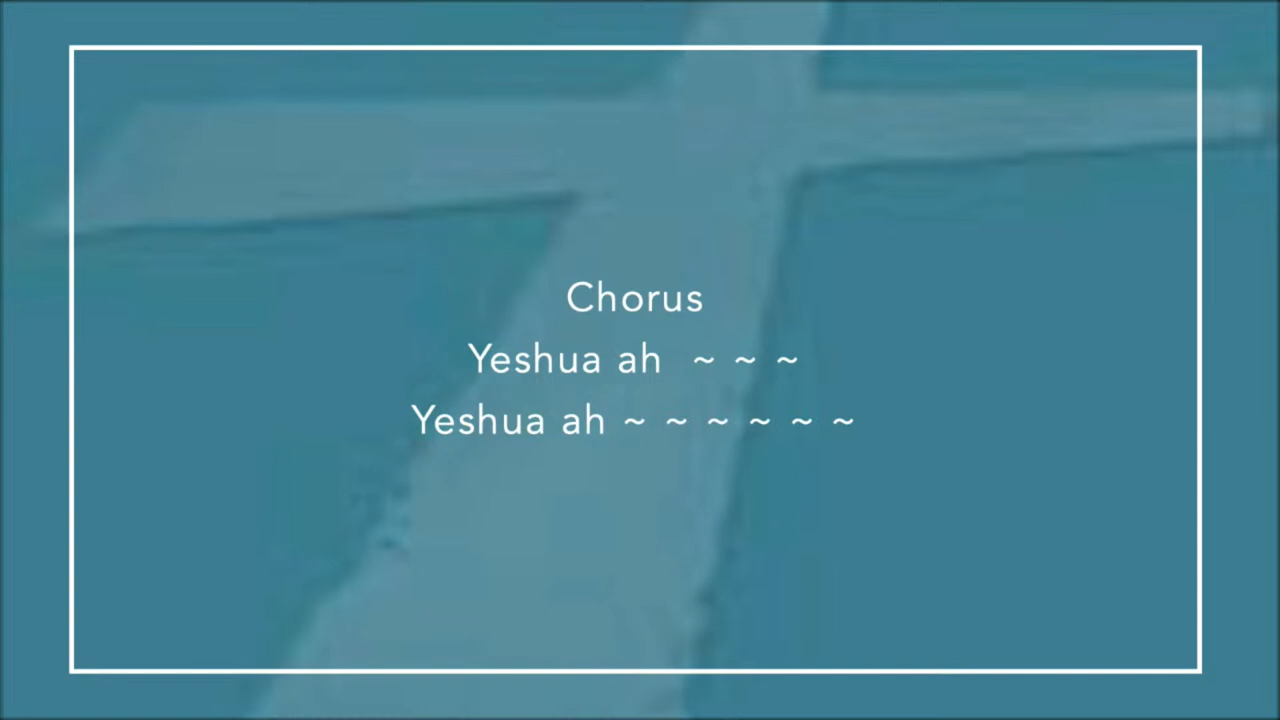 Chorus
Yeshua ah ~ ~ ~
Yeshua ah ~ ~ ~ ~ ~ ~